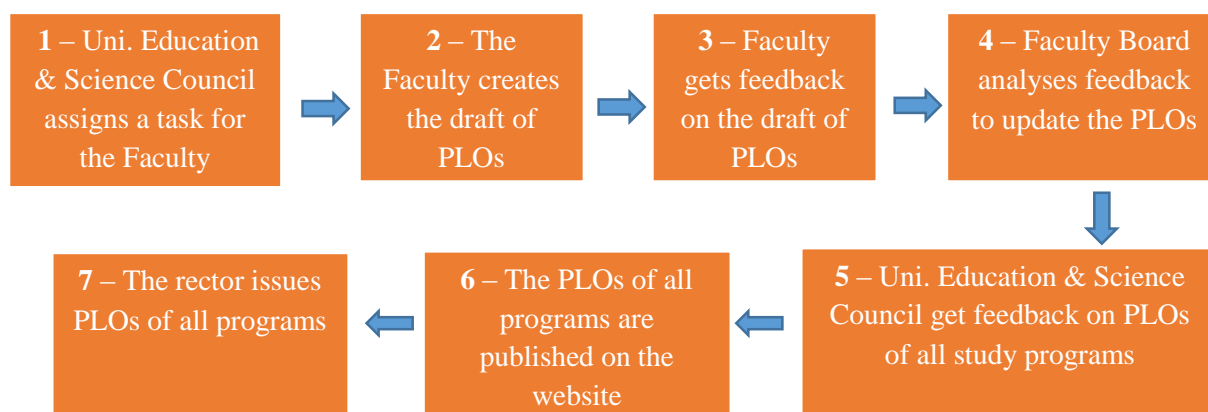 1 – Uni. Education
& Science Council
assigns a task for
the Faculty
2 – The
Faculty creates
the draft of
PLOs
3 – Faculty
gets feedback
on the draft of
PLOs
4 – Faculty Board
analyses feedback
to update the PLOs
5 – Uni. Education & Science
Council get feedback on PLOs
of all study programs
6 – The PLOs of all
programs are
published on the
website
7 – The rector issues
PLOs of all programs